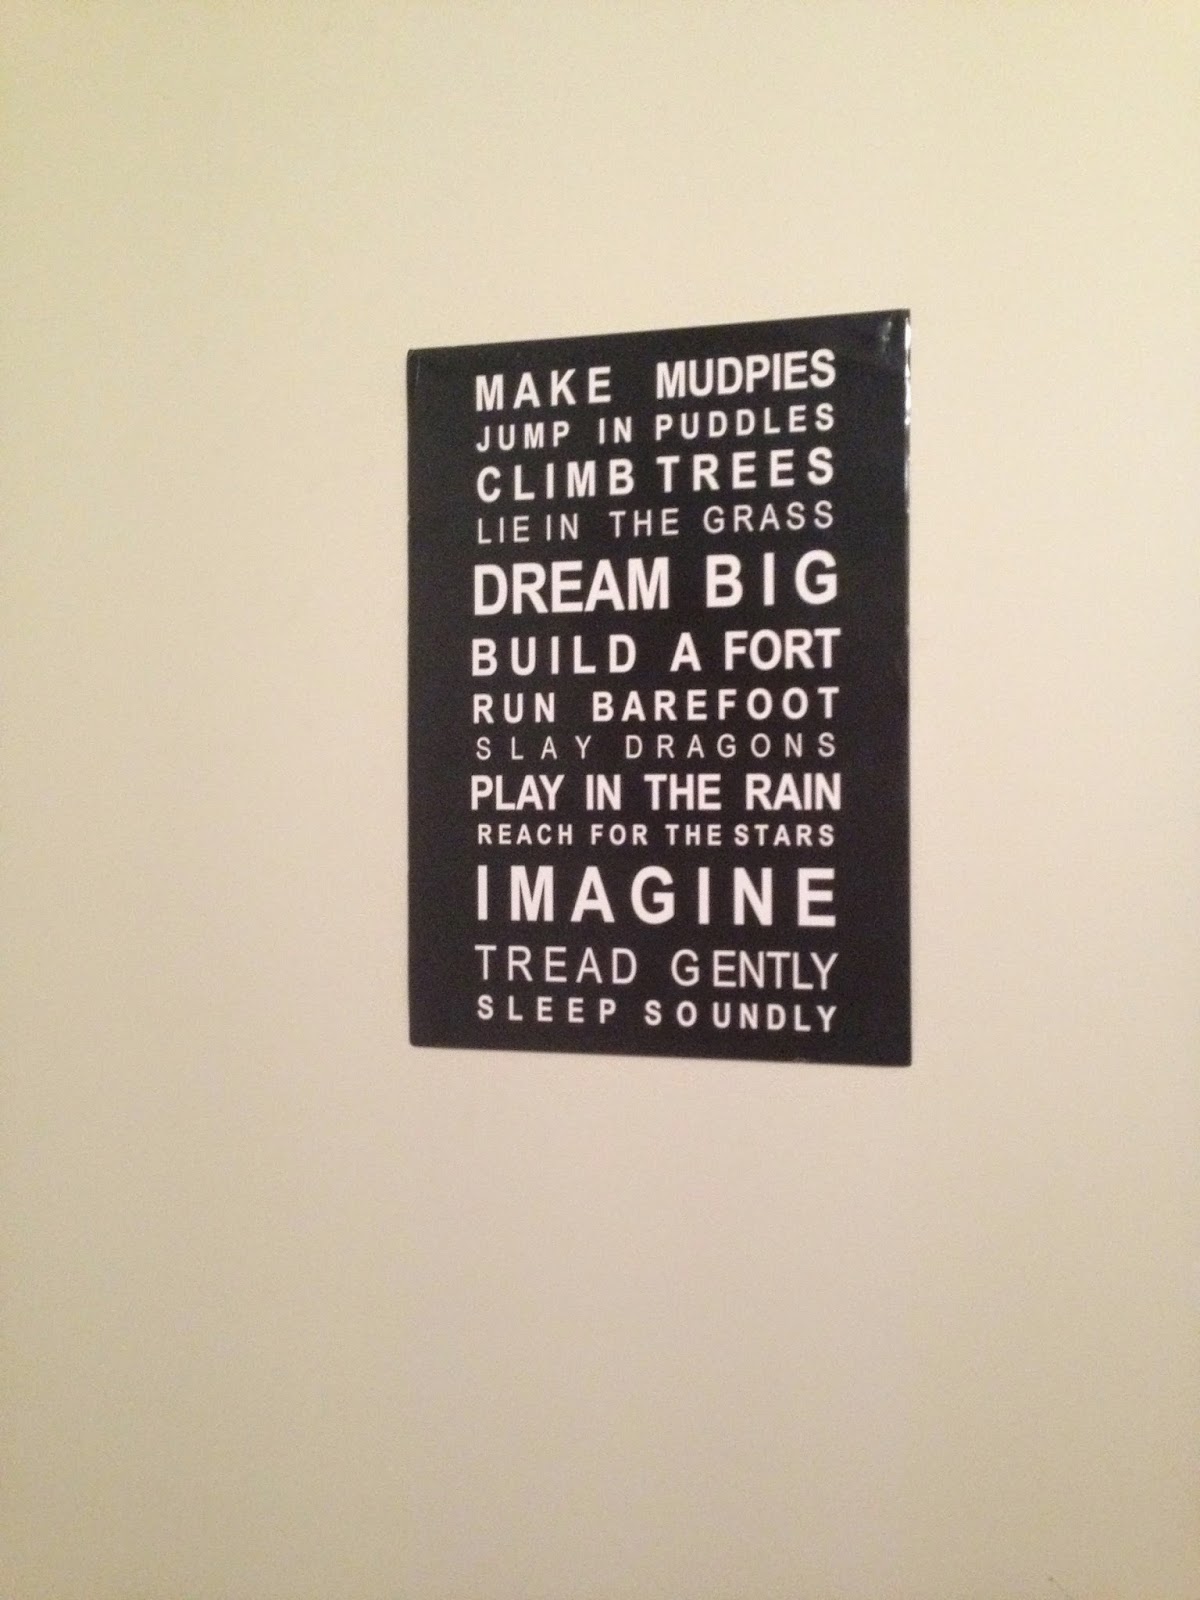 MAKE MUDPIES
JUMP IN PUDDLES
CLIMB TREES
LIE IN THE GRASS
DREAM BIG
BUILD A FORT
RUN BAREFOOT
SLAY DRAGONS
PLAY IN THE RAIN
REACH FOR THE STARS
IMAGINE
TREAD GENTLY
SLEEP SOUNDLY